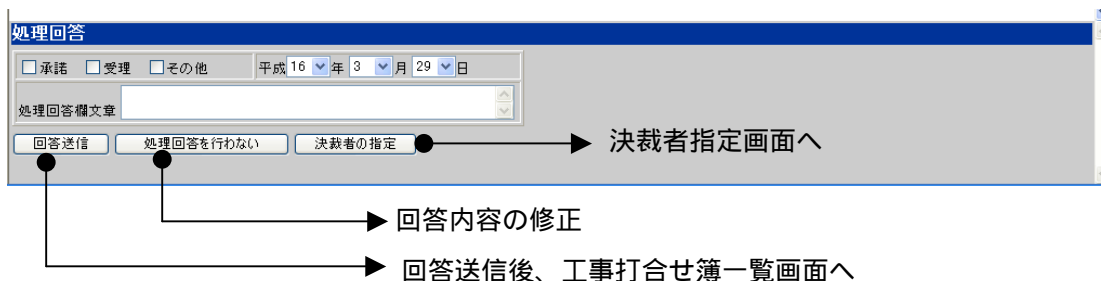 処理回答
承諾 受理 その他 平成 16 年 3 月 29 日
処理回答欄文章
回答送信 処理回答を行わない 決裁者の指定 決裁者指定画面へ
回答内容の修正
回答送信後、工事打合せ簿一覧画面へ